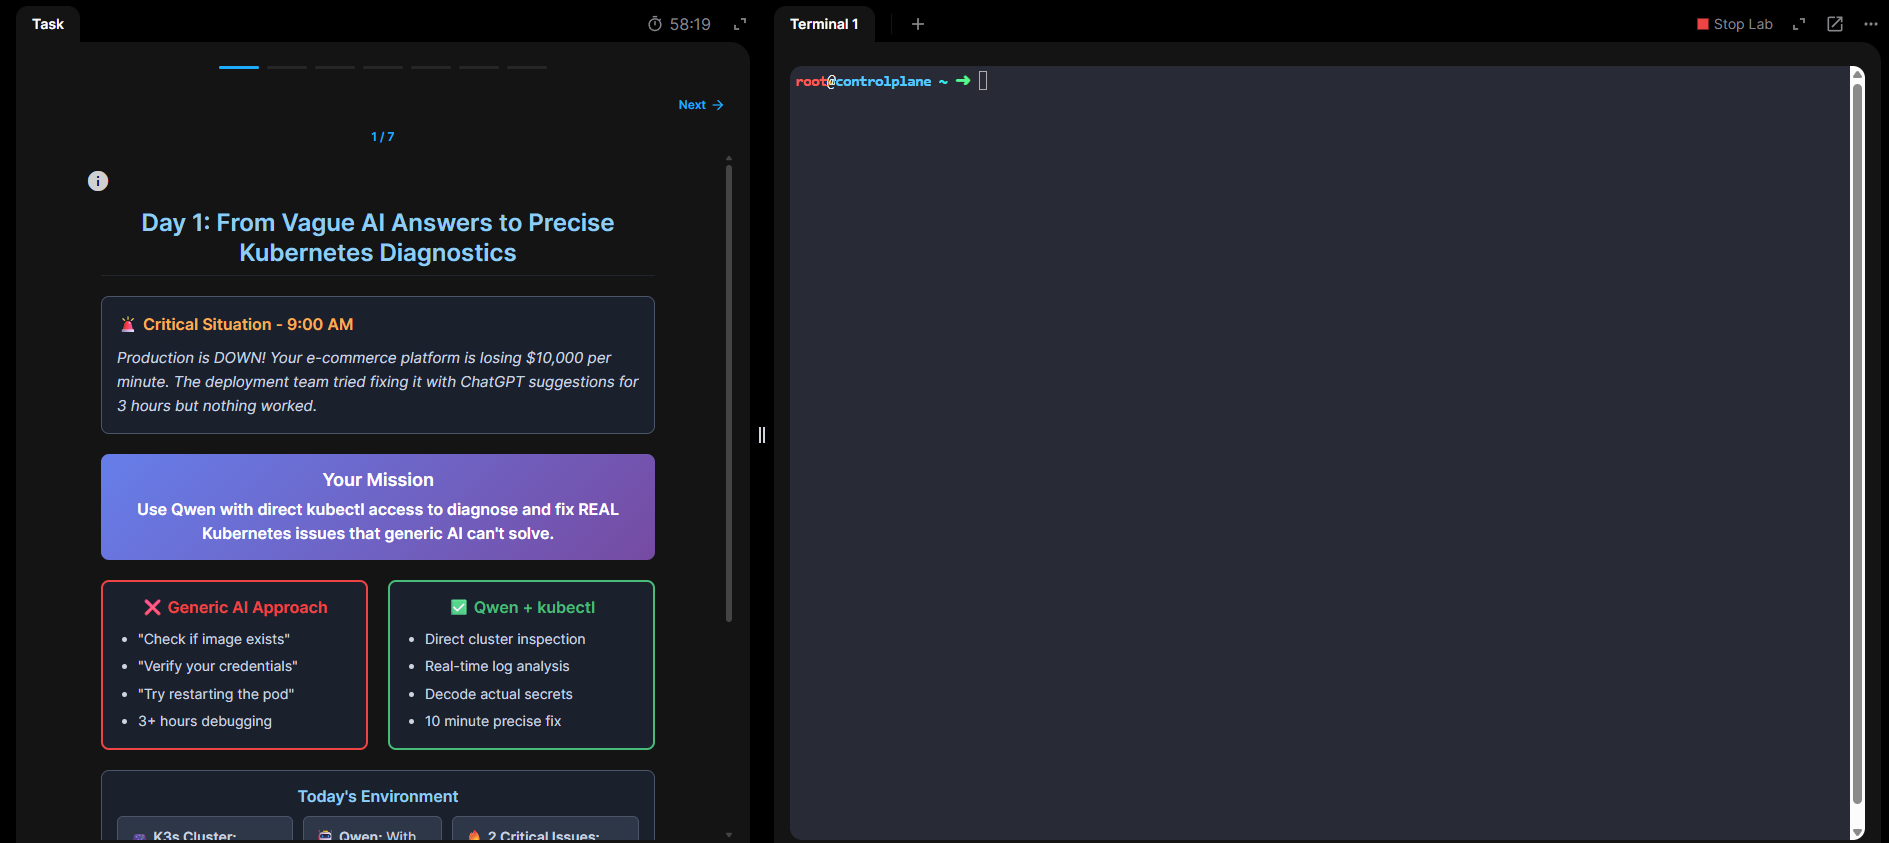 Task
58:19
Next →
1 / 7
Day 1: From Vague AI Answers to Precise
Kubernetes Diagnostics
🚨 Critical Situation - 9:00 AM
Production is DOWN! Your e-commerce platform is losing $10,000 per
minute. The deployment team tried fixing it with ChatGPT suggestions for
3 hours but nothing worked.
Your Mission
Use Qwen with direct kubectl access to diagnose and fix REAL
Kubernetes issues that generic AI can't solve.
❌ Generic AI Approach
• "Check if image exists"
• "Verify your credentials"
• "Try restarting the pod"
• 3+ hours debugging
✅ Qwen + kubectl
• Direct cluster inspection
• Real-time log analysis
• Decode actual secrets
• 10 minute precise fix
Today's Environment
K3s Cluster:
Qwen: With
🔥 2 Critical Issues:
Terminal 1
+
Stop Lab
root@controlplane ~ ➜